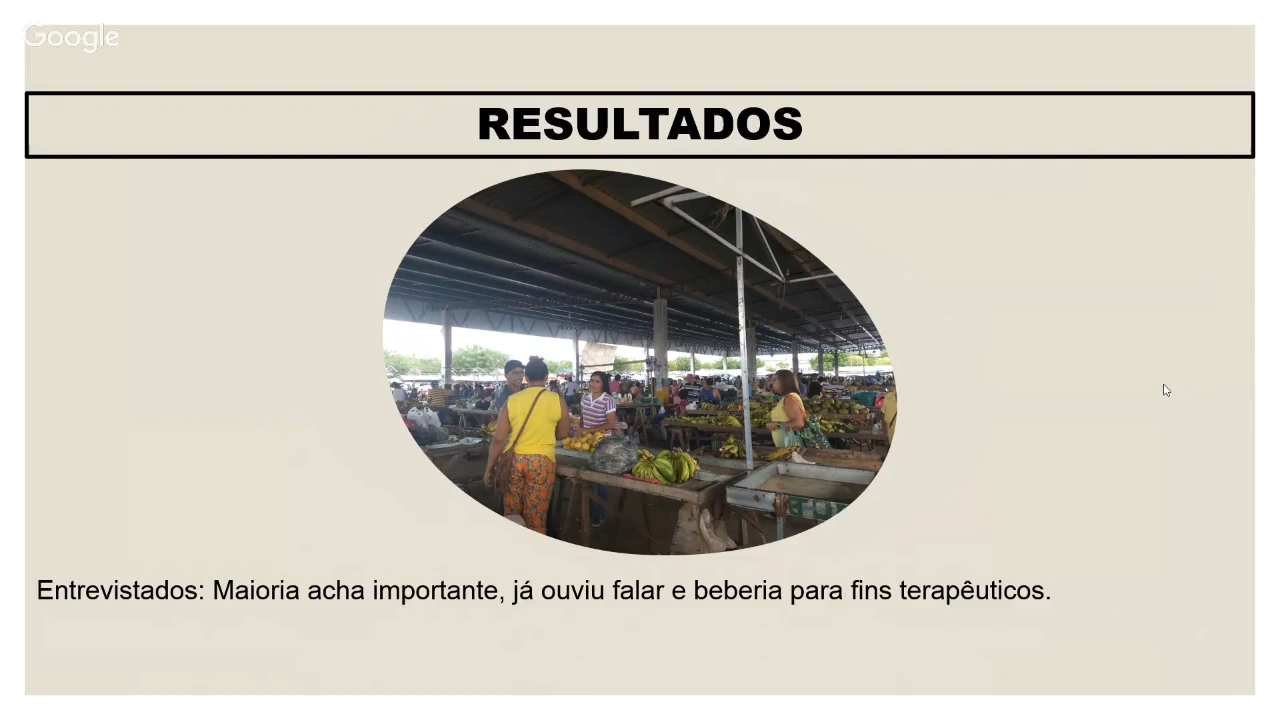 Google
RESULTADOS
Entrevistados: Maioria acha importante, já ouviu falar e beberia para fins terapêuticos.